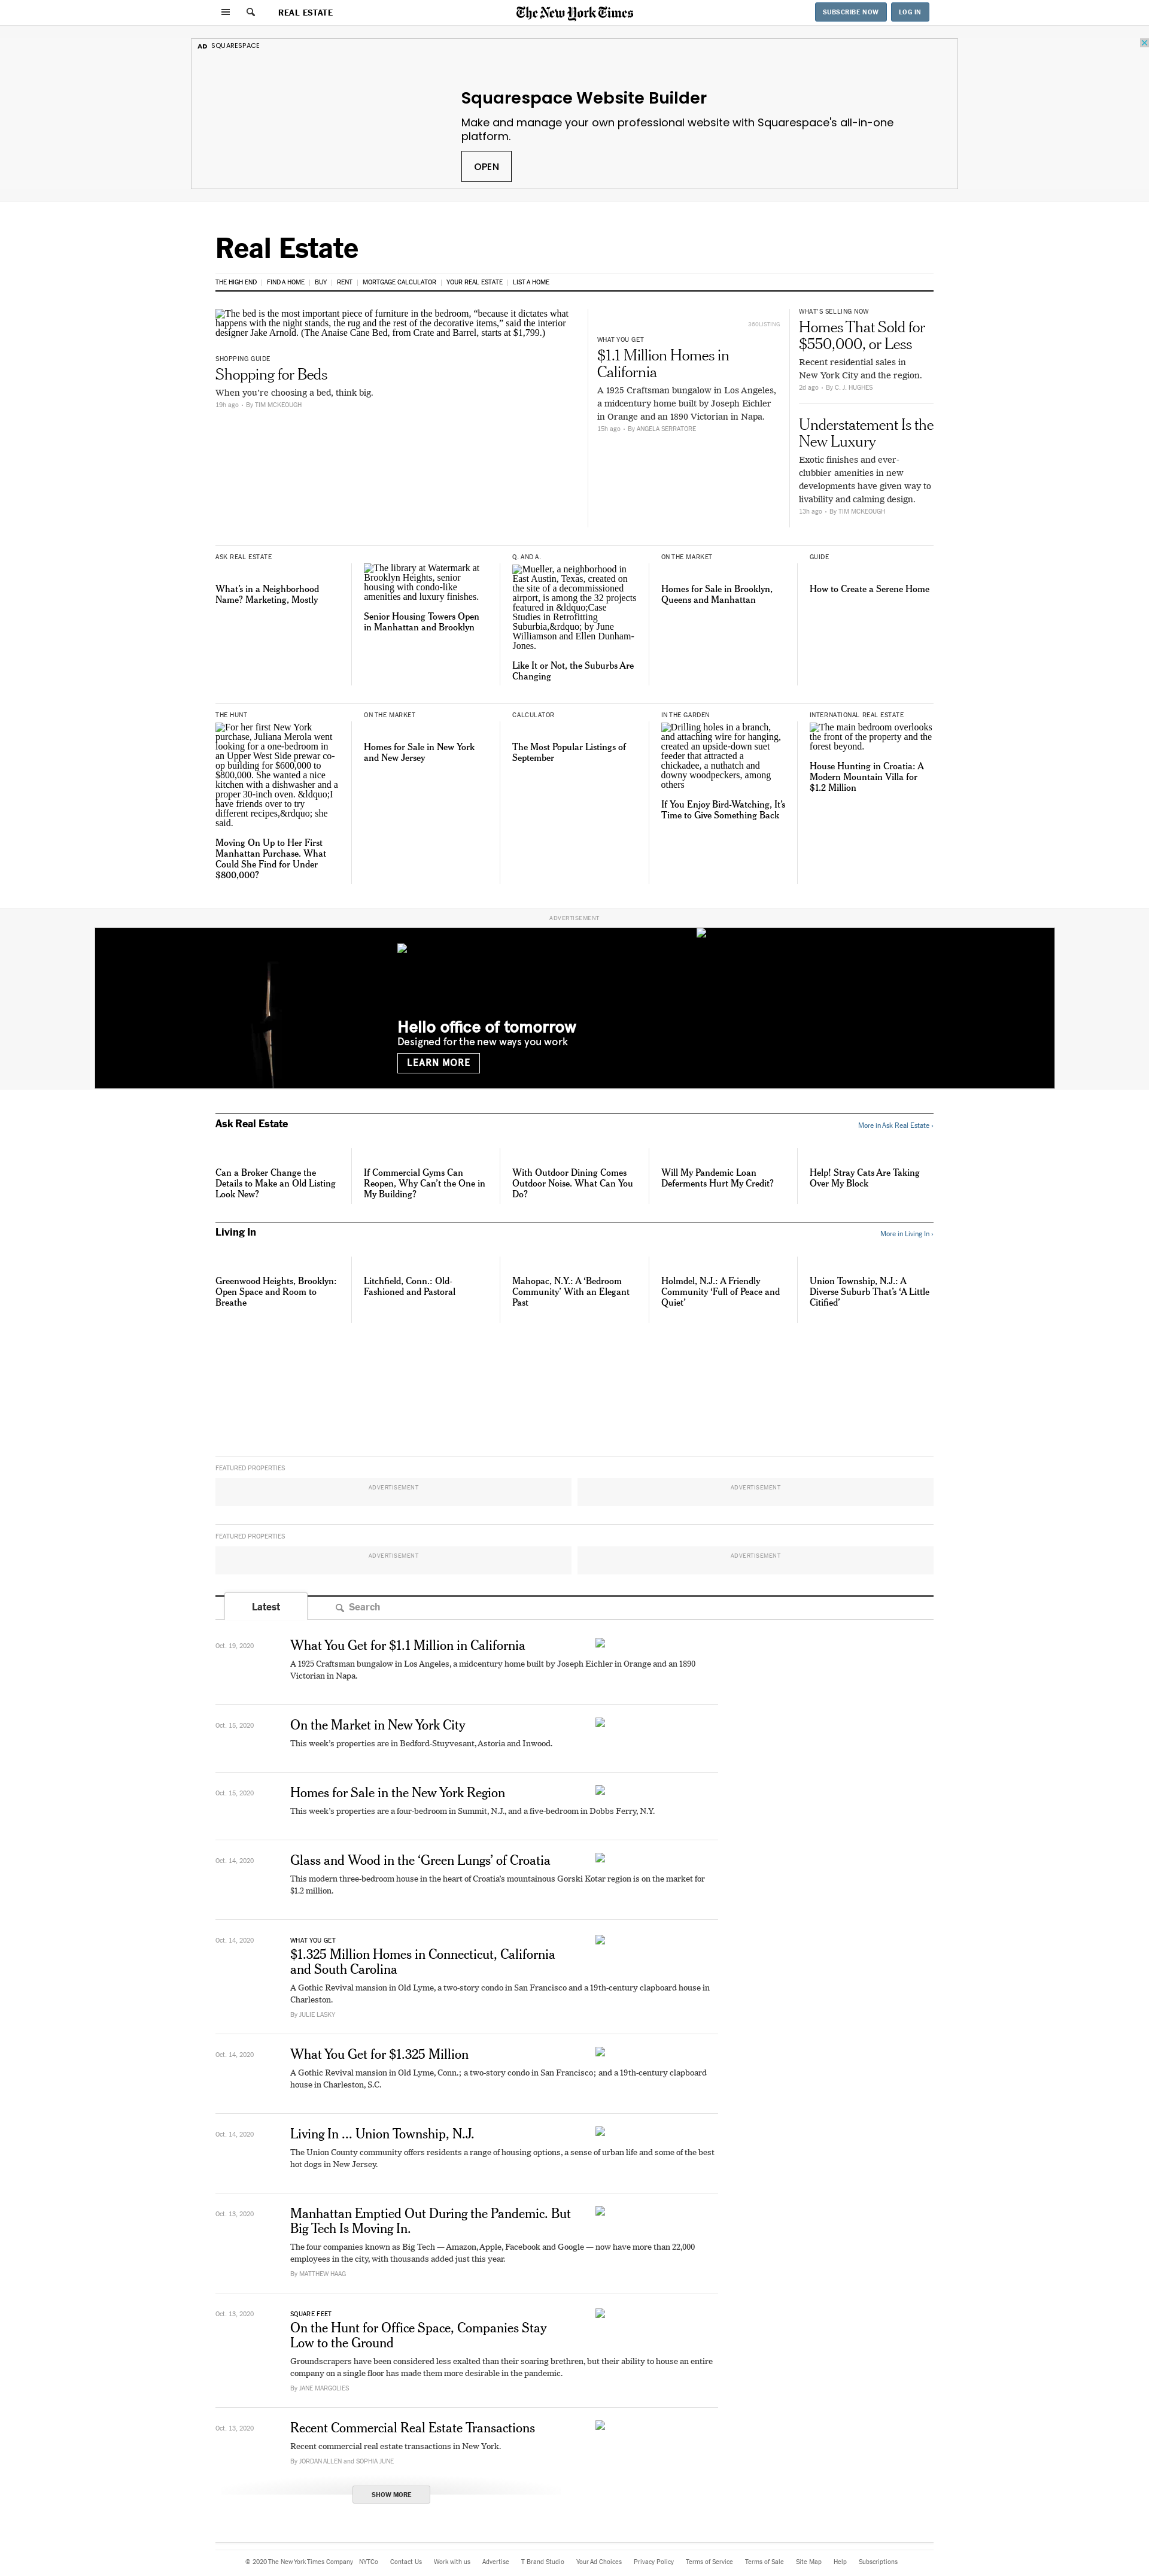 REAL ESTATE
The New York Times
SUBSCRIBE NOW
LOG IN
AD SQUARESPACE
Squarespace Website Builder
Make and manage your own professional website with Squarespace's all-in-one
platform.
OPEN
Real Estate
THE HIGH END
FIND A HOME
BUY
RENT
MORTGAGE CALCULATOR
YOUR REAL ESTATE
LIST A HOME
The bed is the most important piece of furniture in the bedroom, “because it dictates what
happens with the night stands, the rug and the rest of the decorative items,” said the interior
designer Jake Arnold. (The Anaise Cane Bed, from Crate and Barrel, starts at $1,799.)
SHOPPING GUIDE
Shopping for Beds
When you’re choosing a bed, think big.
19h ago • By TIM MCKEOUGH
360LISTING
WHAT YOU GET
$1.1 Million Homes in
California
A 1925 Craftsman bungalow in Los Angeles,
a midcentury home built by Joseph Eichler
in Orange and an 1890 Victorian in Napa.
15h ago • By ANGELA SERRATORE
WHAT’S SELLING NOW
Homes That Sold for
$550,000, or Less
Recent residential sales in
New York City and the region.
2d ago • By C. J. HUGHES
Understatement Is the
New Luxury
Exotic finishes and ever-
clubbier amenities in new
developments have given way to
livability and calming design.
13h ago • By TIM MCKEOUGH
ASK REAL ESTATE
What’s in a Neighborhood
Name? Marketing, Mostly
The library at Watermark at
Brooklyn Heights, senior
housing with condo-like
amenities and luxury finishes.
Senior Housing Towers Open
in Manhattan and Brooklyn
Q. AND A.
Mueller, a neighborhood in
East Austin, Texas, created on
the site of a decommissioned
airport, is among the 32 projects
featured in &ldquo;Case
Studies in Retrofitting
Suburbia,&rdquo; by June
Williamson and Ellen Dunham-
Jones.
Like It or Not, the Suburbs Are
Changing
ON THE MARKET
Homes for Sale in Brooklyn,
Queens and Manhattan
GUIDE
How to Create a Serene Home
THE HUNT
For her first New York
purchase, Juliana Merola went
looking for a one-bedroom in
an Upper West Side prewar co-
op building for $600,000 to
$800,000. She wanted a nice
kitchen with a dishwasher and a
proper 30-inch oven. &ldquo;I
have friends over to try
different recipes,&rdquo; she
said.
Moving On Up to Her First
Manhattan Purchase. What
Could She Find for Under
$800,000?
ON THE MARKET
Homes for Sale in New York
and New Jersey
CALCULATOR
The Most Popular Listings of
September
IN THE GARDEN
Drilling holes in a branch,
and attaching wire for hanging,
created an upside-down suet
feeder that attracted a
chickadee, a nuthatch and
downy woodpeckers, among
others
If You Enjoy Bird-Watching, It’s
Time to Give Something Back
INTERNATIONAL REAL ESTATE
The main bedroom overlooks
the front of the property and the
forest beyond.
House Hunting in Croatia: A
Modern Mountain Villa for
$1.2 Million
ADVERTISEMENT
Hello office of tomorrow
Designed for the new ways you work
LEARN MORE
Ask Real Estate
More in Ask Real Estate ›
Can a Broker Change the
Details to Make an Old Listing
Look New?
If Commercial Gyms Can
Reopen, Why Can’t the One in
My Building?
With Outdoor Dining Comes
Outdoor Noise. What Can You
Do?
Will My Pandemic Loan
Deferments Hurt My Credit?
Help! Stray Cats Are Taking
Over My Block
Living In
More in Living In ›
Greenwood Heights, Brooklyn:
Open Space and Room to
Breathe
Litchfield, Conn.: Old-
Fashioned and Pastoral
Mahopac, N.Y.: A ‘Bedroom
Community’ With an Elegant
Past
Holmdel, N.J.: A Friendly
Community ‘Full of Peace and
Quiet’
Union Township, N.J.: A
Diverse Suburb That’s ‘A Little
Citified’
FEATURED PROPERTIES
ADVERTISEMENT
ADVERTISEMENT
FEATURED PROPERTIES
ADVERTISEMENT
ADVERTISEMENT
Latest
Search
Oct. 19, 2020
What You Get for $1.1 Million in California
A 1925 Craftsman bungalow in Los Angeles, a midcentury home built by Joseph Eichler in Orange and an 1890
Victorian in Napa.
Oct. 15, 2020
On the Market in New York City
This week’s properties are in Bedford-Stuyvesant, Astoria and Inwood.
Oct. 15, 2020
Homes for Sale in the New York Region
This week’s properties are a four-bedroom in Summit, N.J., and a five-bedroom in Dobbs Ferry, N.Y.
Oct. 14, 2020
Glass and Wood in the ‘Green Lungs’ of Croatia
This modern three-bedroom house in the heart of Croatia’s mountainous Gorski Kotar region is on the market for
$1.2 million.
Oct. 14, 2020
WHAT YOU GET
$1.325 Million Homes in Connecticut, California
and South Carolina
A Gothic Revival mansion in Old Lyme, a two-story condo in San Francisco and a 19th-century clapboard house in
Charleston.
By JULIE LASKY
Oct. 14, 2020
What You Get for $1.325 Million
A Gothic Revival mansion in Old Lyme, Conn.; a two-story condo in San Francisco; and a 19th-century clapboard
house in Charleston, S.C.
Oct. 14, 2020
Living In ... Union Township, N.J.
The Union County community offers residents a range of housing options, a sense of urban life and some of the best
hot dogs in New Jersey.
Oct. 13, 2020
Manhattan Emptied Out During the Pandemic. But
Big Tech Is Moving In.
The four companies known as Big Tech — Amazon, Apple, Facebook and Google — now have more than 22,000
employees in the city, with thousands added just this year.
By MATTHEW HAAG
Oct. 13, 2020
SQUARE FEET
On the Hunt for Office Space, Companies Stay
Low to the Ground
Groundscrapers have been considered less exalted than their soaring brethren, but their ability to house an entire
company on a single floor has made them more desirable in the pandemic.
By JANE MARGOLIES
Oct. 13, 2020
Recent Commercial Real Estate Transactions
Recent commercial real estate transactions in New York.
By JORDAN ALLEN and SOPHIA JUNE
SHOW MORE
© 2020 The New York Times Company
NYTCo
Contact Us
Work with us
Advertise
T Brand Studio
Your Ad Choices
Privacy Policy
Terms of Service
Terms of Sale
Site Map
Help
Subscriptions